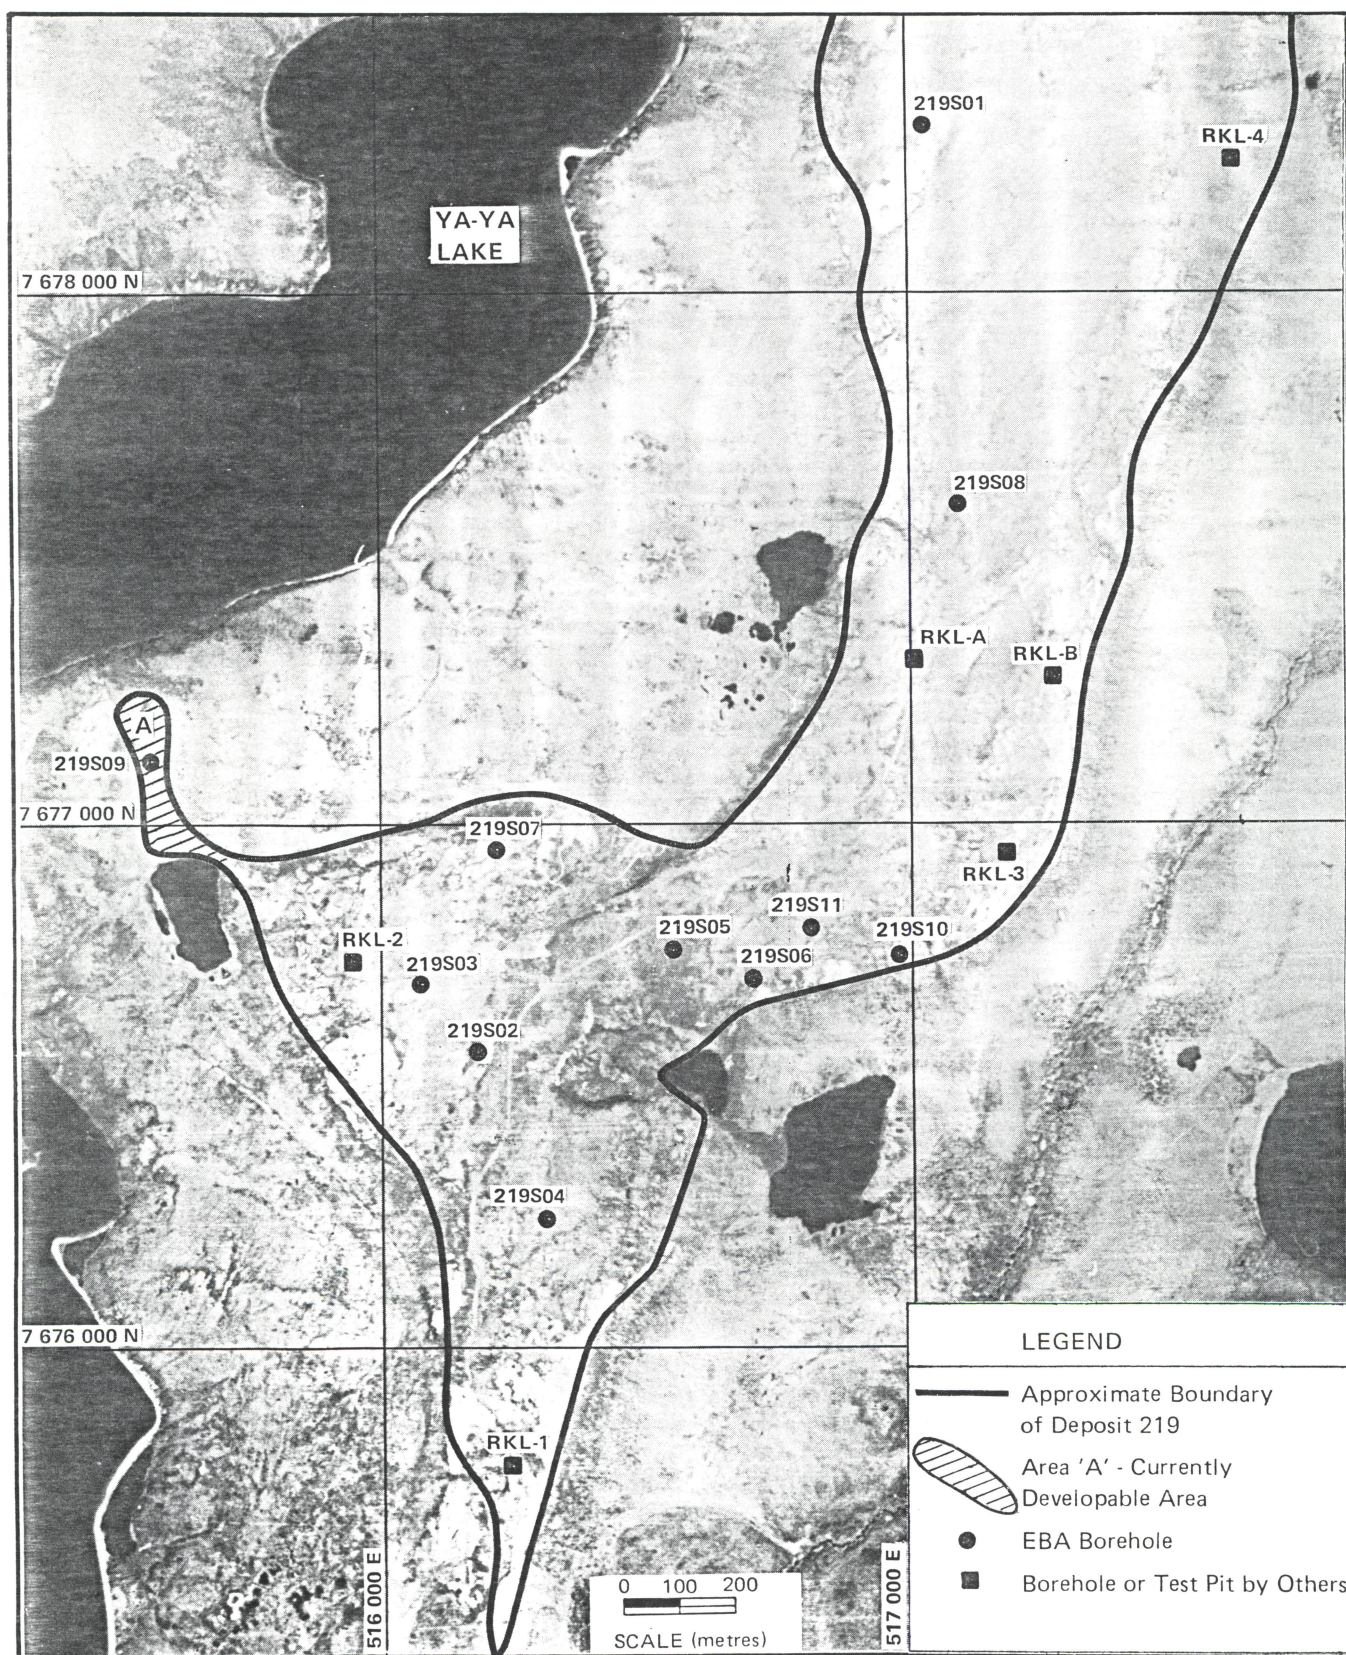 219S01
RKL-4
YA-YA
LAKE
7 678 000 N
219S08
RKL-A
RKL-B
A
219S09
7 677 000 N
219S07
RKL-3
219S11
219S05
219S10
RKL-2
219S03
219S06
219S02
219S04
7 676 000 N
RKL-1
516 000 E
517 000 E
0 100 200
SCALE (metres)
LEGEND
Approximate Boundary
of Deposit 219
Area 'A' - Currently
Developable Area
EBA Borehole
Borehole or Test Pit by Others